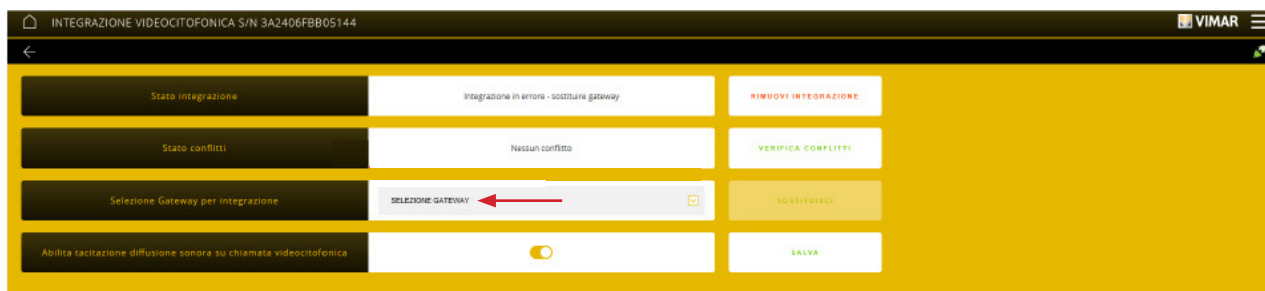 INTEGRAZIONE VIDEOCITOFONICA S/N 3A2406FBB05144
VIMAR
Stato integrazione
Integrazione in errore - sostituire gateway
RIMUOVI INTEGRAZIONE
Stato conflitti
Nessun conflitto
VERIFICA CONFLITTI
Selezione Gateway per integrazione
SELEZIONE GATEWAY
SOSTITUISCI
Abilita tacitazione diffusione sonora su chiamata videocitofonica
SALVA